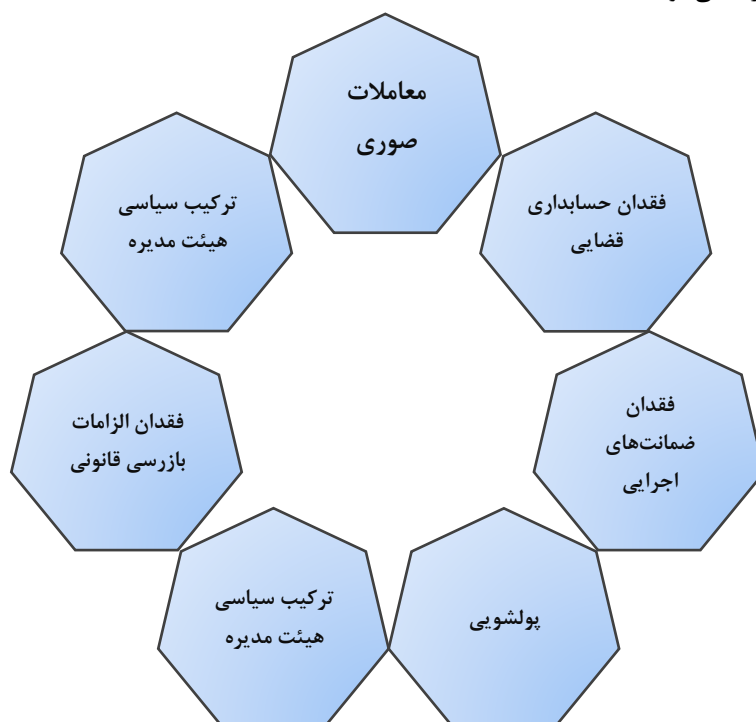 معاملات
صوری
فقدان حسابداری
قضایی
فقدان
ضمانت‌های
اجرایی
پولشویی
ترکیب سیاسی
هیئت مدیره
فقدان الزامات
بازرسی قانونی
ترکیب سیاسی
هیئت مدیره